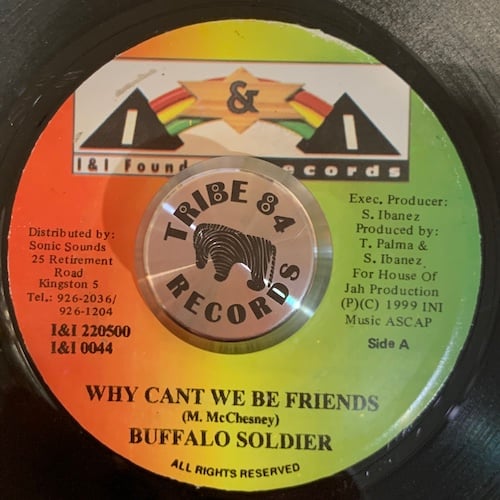 I & I
I&I Found
ecords
TRIBE 84
RECORDS
Distributed by:
Sonic Sounds
25 Retirement
Road
Kingston 5
Tel.: 926-2036/
926-1204
I&I 220500
I&I 0044
Exec. Producer:
S. Ibanez
Produced by:
T. Palma &
S. Ibanez
For House Of
Jah Production
(P)(C) 1999 INI
Music ASCAP
Side A
WHY CANT WE BE FRIENDS
(M. McChesney)
BUFFALO SOLDIER
ALL RIGHTS RESERVED